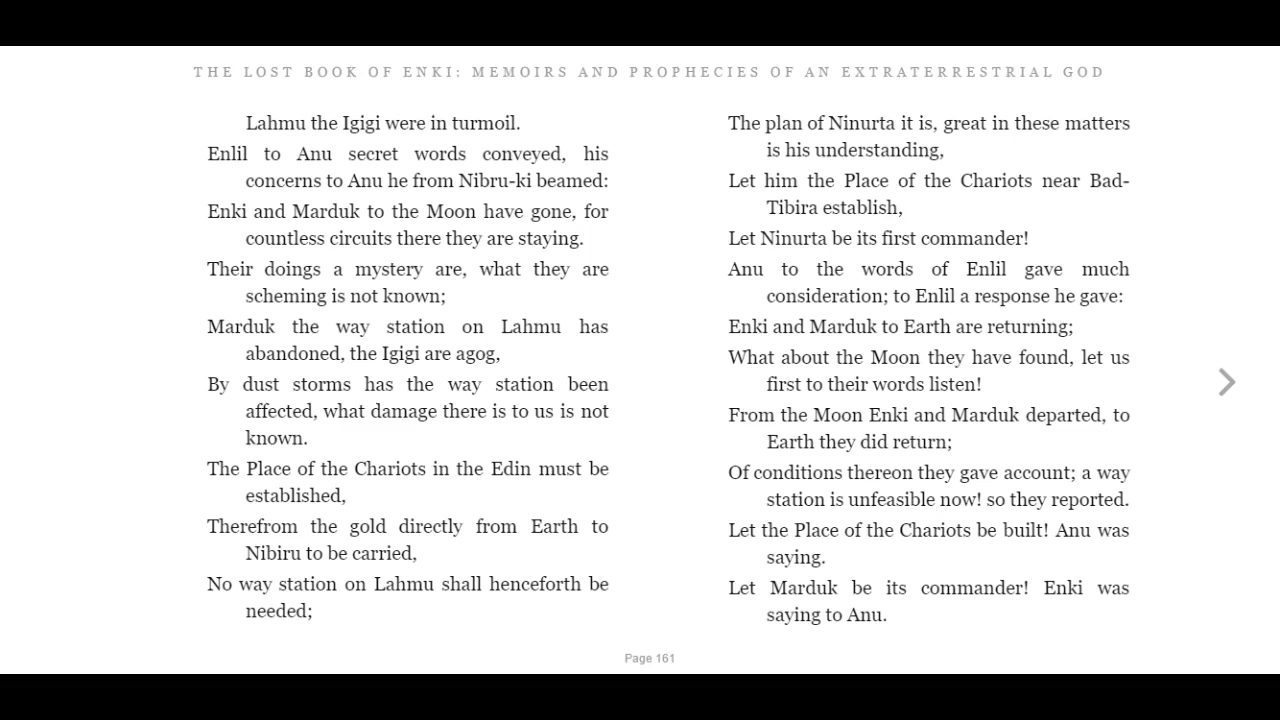 THE LOST BOOK OF ENKI: MEMOIRS AND PROPHECIES OF AN EXTRATERRESTRIAL GOD
Lahmu the Igigi were in turmoil.
Enlil to Anu secret words conveyed, his
concerns to Anu he from Nibru-ki beamed:
Enki and Marduk to the Moon have gone, for
countless circuits there they are staying.
Their doings a mystery are, what they are
scheming is not known;
Marduk the way station on Lahmu has
abandoned, the Igigi are agog,
By dust storms has the way station been
affected, what damage there is to us is not
known.
The Place of the Chariots in the Edin must be
established,
Therefrom the gold directly from Earth to
Nibiru to be carried,
No way station on Lahmu shall henceforth be
needed;
The plan of Ninurta it is, great in these matters
is his understanding,
Let him the Place of the Chariots near Bad-
Tibira establish,
Let Ninurta be its first commander!
Anu to the words of Enlil gave much
consideration; to Enlil a response he gave:
Enki and Marduk to Earth are returning;
What about the Moon they have found, let us
first to their words listen!
From the Moon Enki and Marduk departed, to
Earth they did return;
Of conditions thereon they gave account; a way
station is unfeasible now! so they reported.
Let the Place of the Chariots be built! Anu was
saying.
Let Marduk be its commander! Enki was
saying to Anu.
Page 161